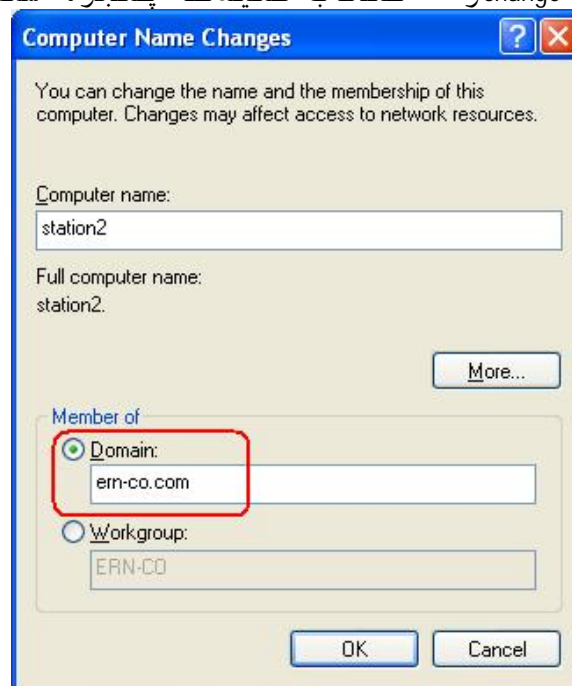 Change
Computer Name Changes
You can change the name and the membership of this
computer. Changes may affect access to network resources.
Computer name:
station2
Full computer name:
station2.
More...
Member of
Domain:
ern-co.com
Workgroup:
ERN-CO
OK
Cancel